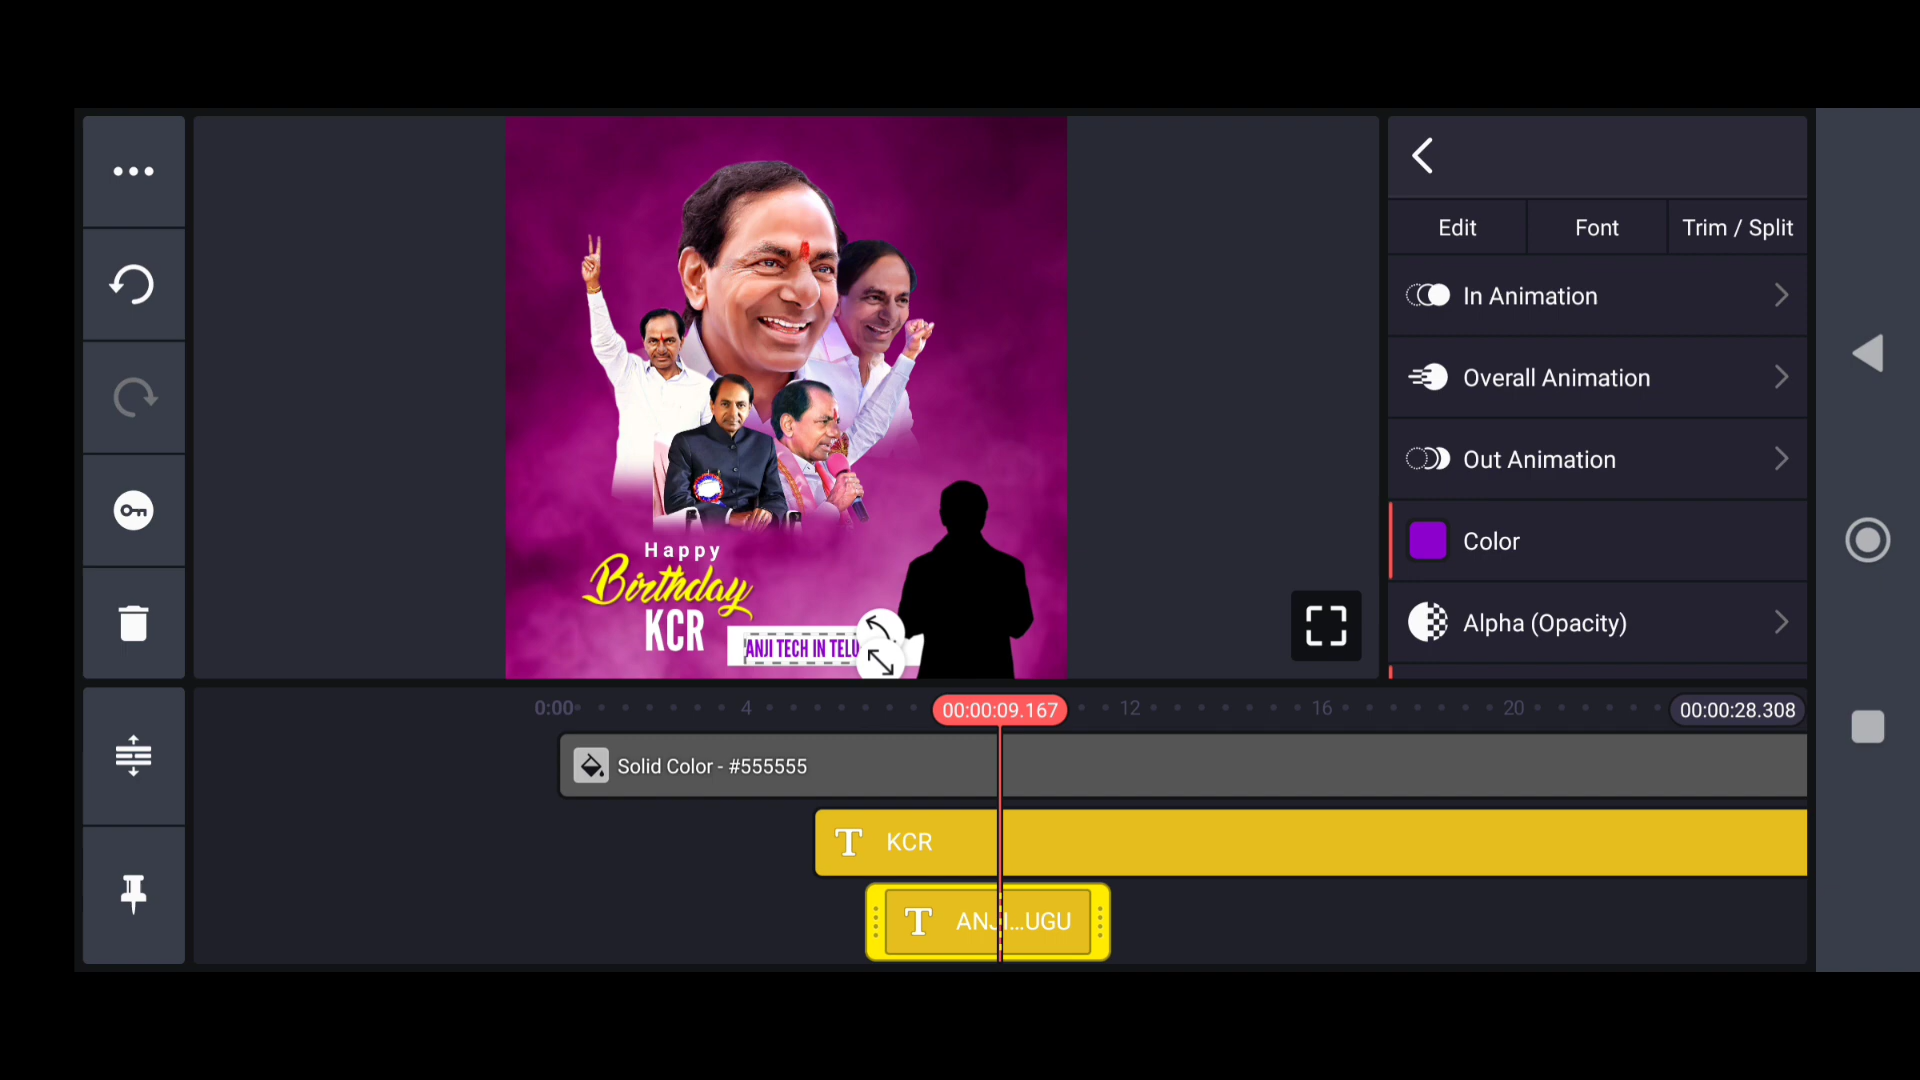 Edit
Font
Trim / Split
In Animation
Overall Animation
Out Animation
Color
Alpha (Opacity)
Happy
Birthday
KCR
ANJI TECH IN TELU
0:00
4
00:00:09.167
12
16
20
00:00:28.308
Solid Color - #555555
T KCR
T ANJI...UGU